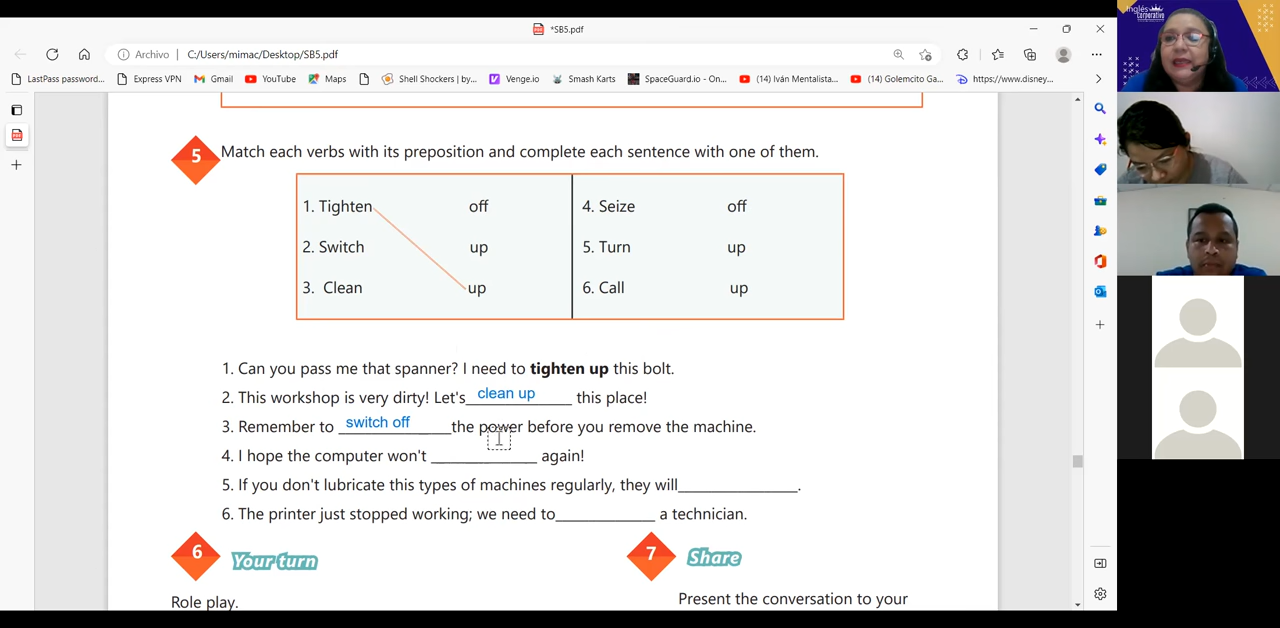 *SB5.pdf
Archivo | C:/Users/mimac/Desktop/SB5.pdf
LastPass password... Express VPN Gmail YouTube Maps Shell Shockers | by... Venge.io Smash Karts SpaceGuard.io - On... (14) Iván Mentalista... (14) Golemcito Ga... https://www.disney...
Inglés
Corporativo
5 Match each verbs with its preposition and complete each sentence with one of them.
1. Tighten off 4. Seize off
2. Switch up 5. Turn up
3. Clean up 6. Call up
1. Can you pass me that spanner? I need to tighten up this bolt.
2. This workshop is very dirty! Let's clean up this place!
3. Remember to switch off the power before you remove the machine.
4. I hope the computer won't ____________ again!
5. If you don't lubricate this types of machines regularly, they will____________.
6. The printer just stopped working; we need to____________ a technician.
6 Your turn 7 Share
Role play. Present the conversation to your